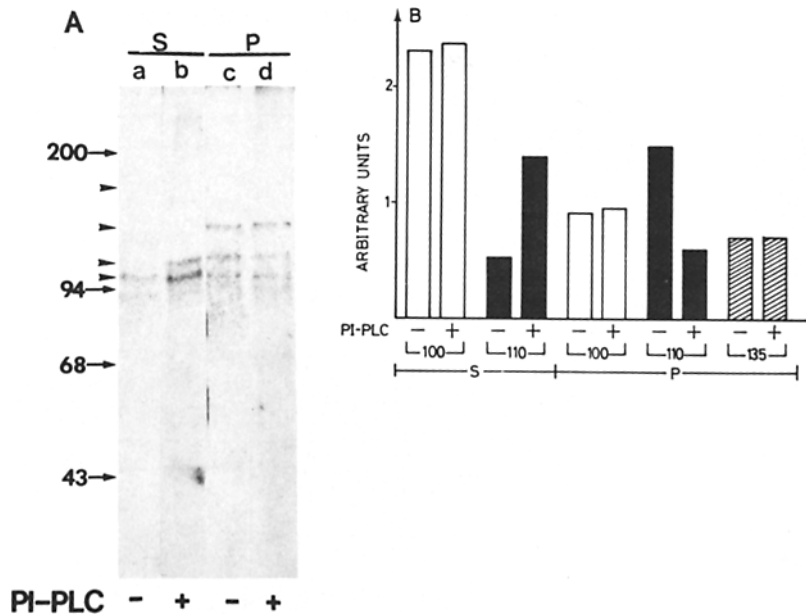 A
S P
a b c d
200
94
68
43
PI-PLC - + - +
B
2
1
ARBITRARY UNITS
PI-PLC - + - + - + - + - +
100 110 100 110 135
S P